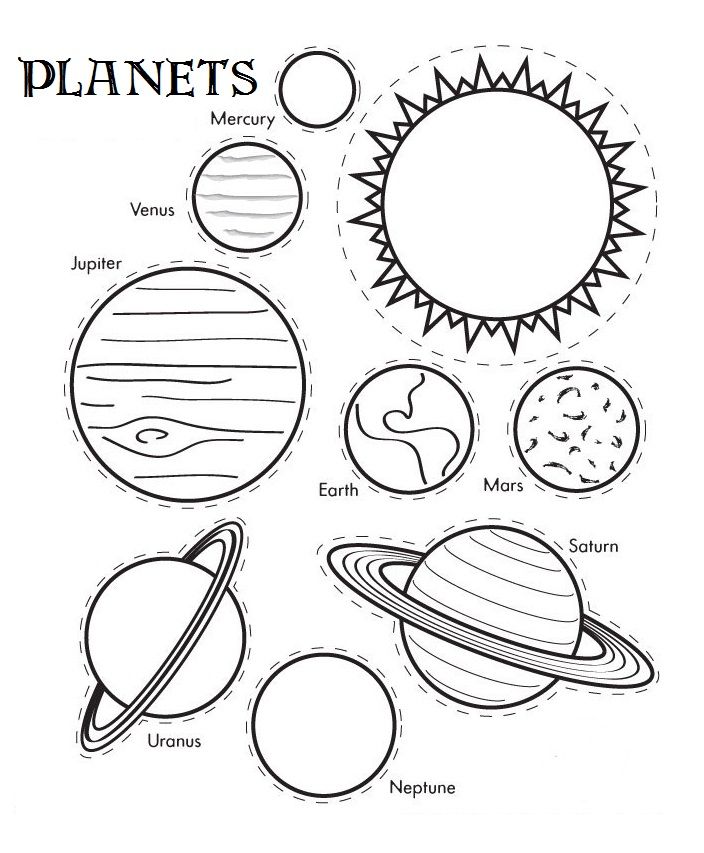 PLANETS
Mercury
Venus
Jupiter
Earth
Mars
Saturn
Uranus
Neptune